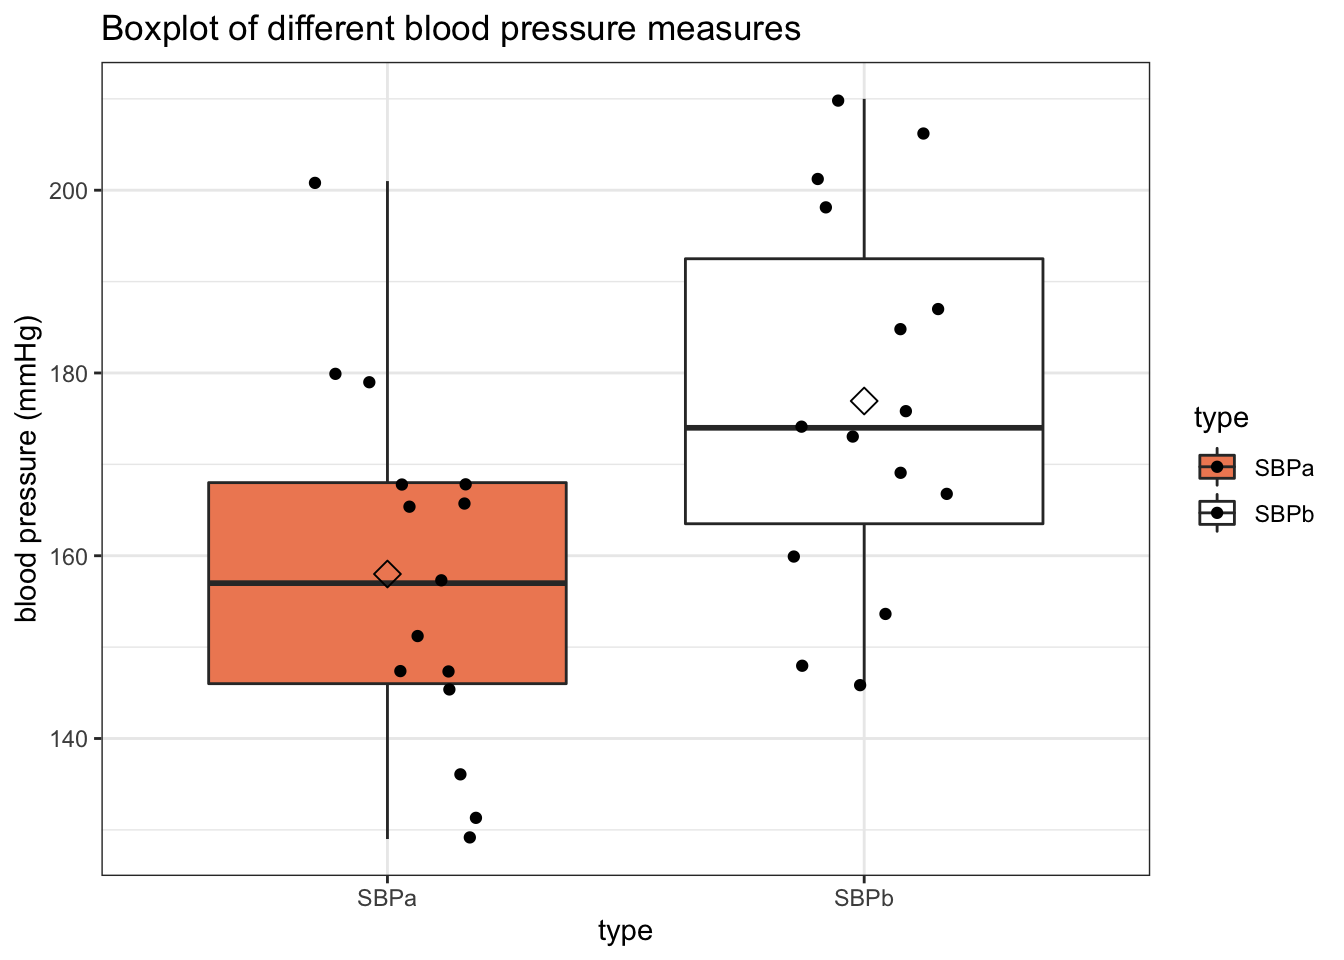 Boxplot of different blood pressure measures
blood pressure (mmHg)
200
180
160
140
SBPa
SBPb
type
type
SBPa
SBPb